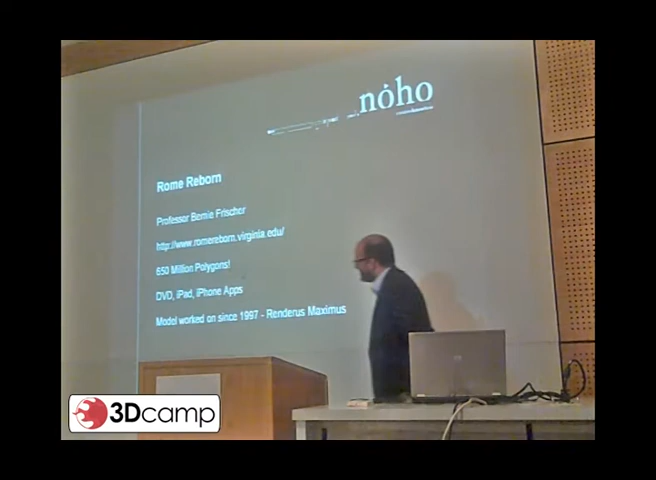 nóho
Rome Reborn
Professor Bernie Frischer
http://www.romereborn.virginia.edu/
650 Million Polygons!
DVD, iPad, iPhone Apps
Model worked on since 1997 - Renderus Maximus
3Dcamp